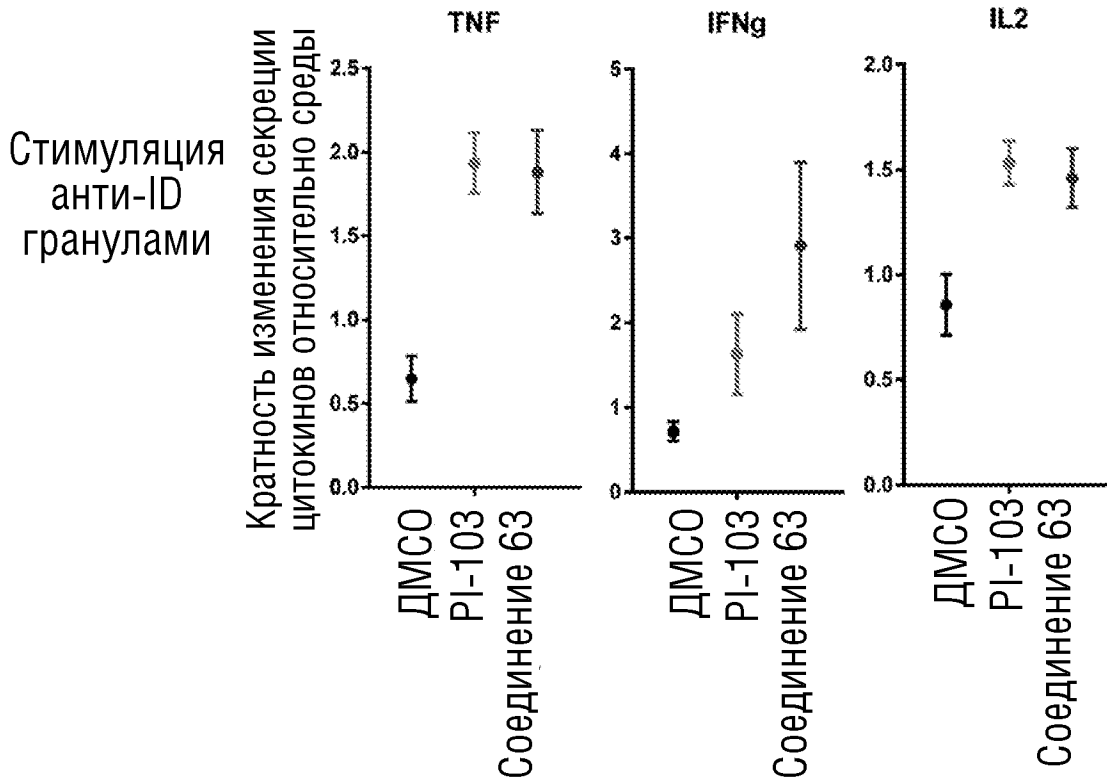 TNF
IFNg
IL2
Стимуляция
анти-ID
гранулами
Кратность изменения секреции
цитокинов относительно среды
2.5
2.0
1.5
1.0
0.5
0.0
ДМСО
PI-103
Соединение 63
5
4
3
2
1
0
ДМСО
PI-103
Соединение 63
2.0
1.5
1.0
0.5
0.0
ДМСО
PI-103
Соединение 63